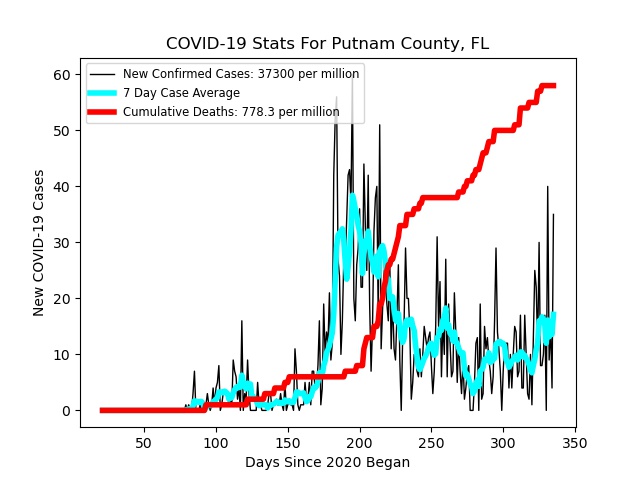 COVID-19 Stats For Putnam County, FL
New Confirmed Cases: 37300 per million
7 Day Case Average
Cumulative Deaths: 778.3 per million
60
50
40
30
20
10
0
New COVID-19 Cases
50
100
150
200
250
300
350
Days Since 2020 Began